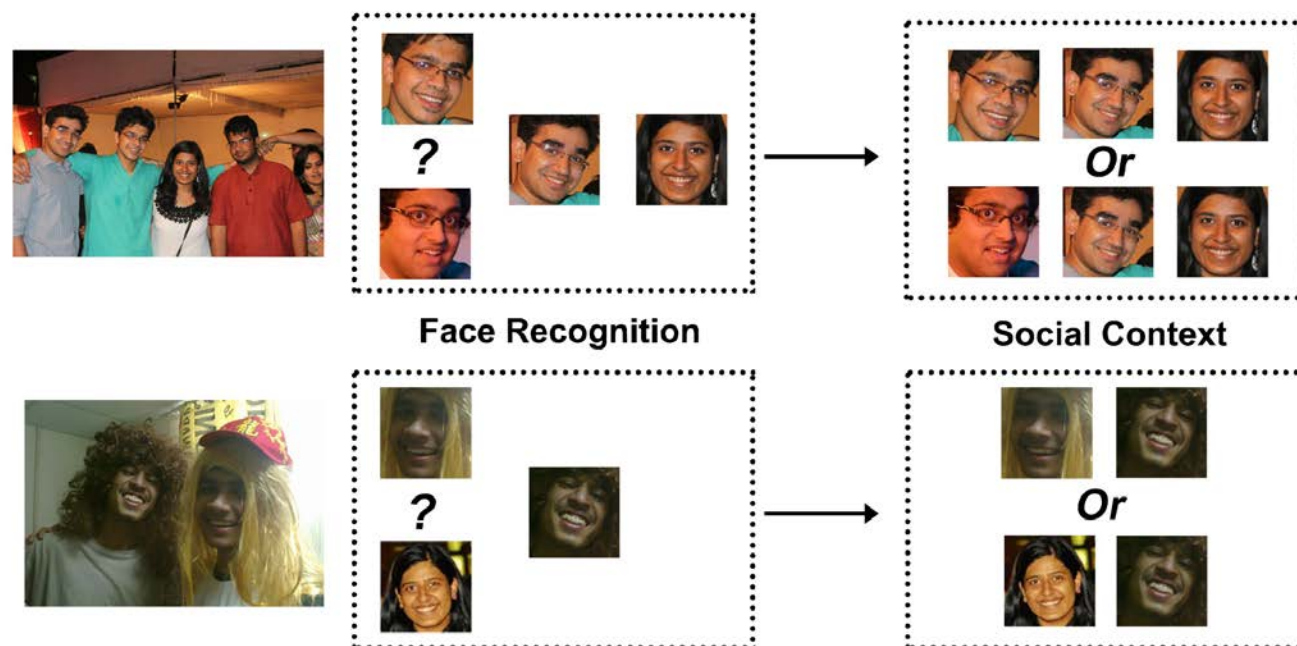 ?
Or
Face Recognition
Social Context
?
Or